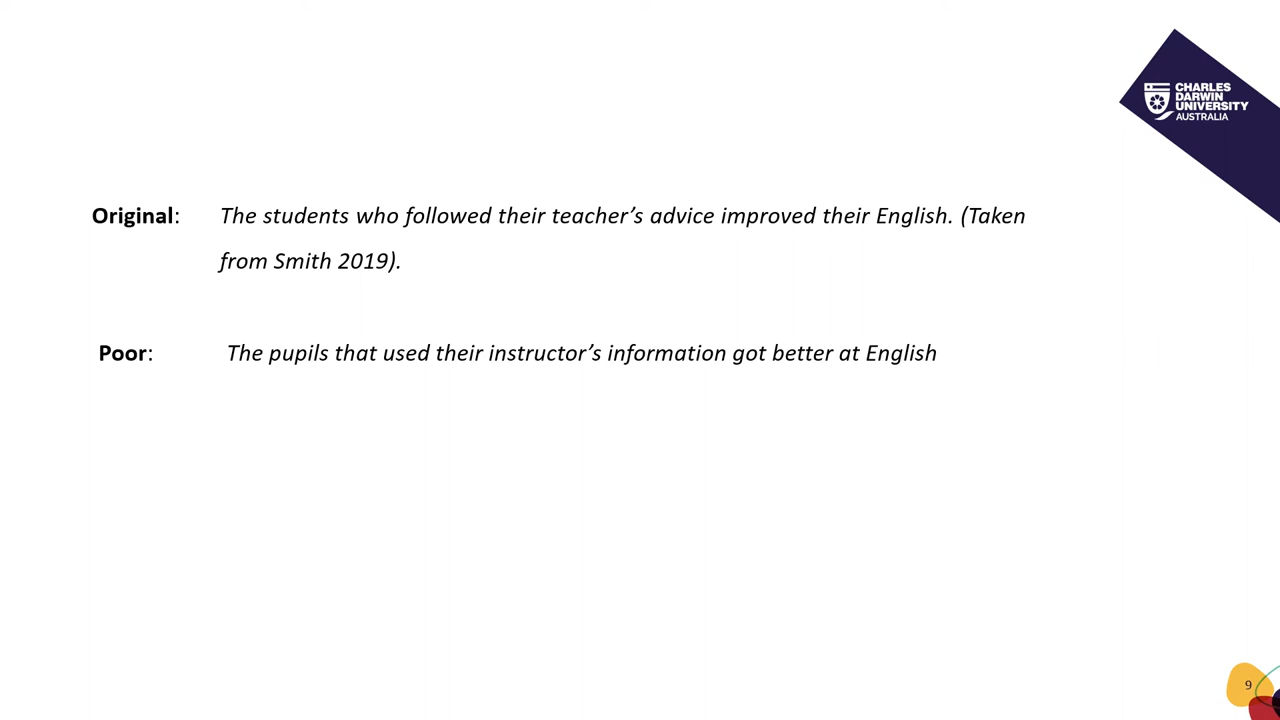 CHARLES
DARWIN
UNIVERSITY
AUSTRALIA
Original: The students who followed their teacher’s advice improved their English. (Taken
from Smith 2019).
Poor: The pupils that used their instructor’s information got better at English
9